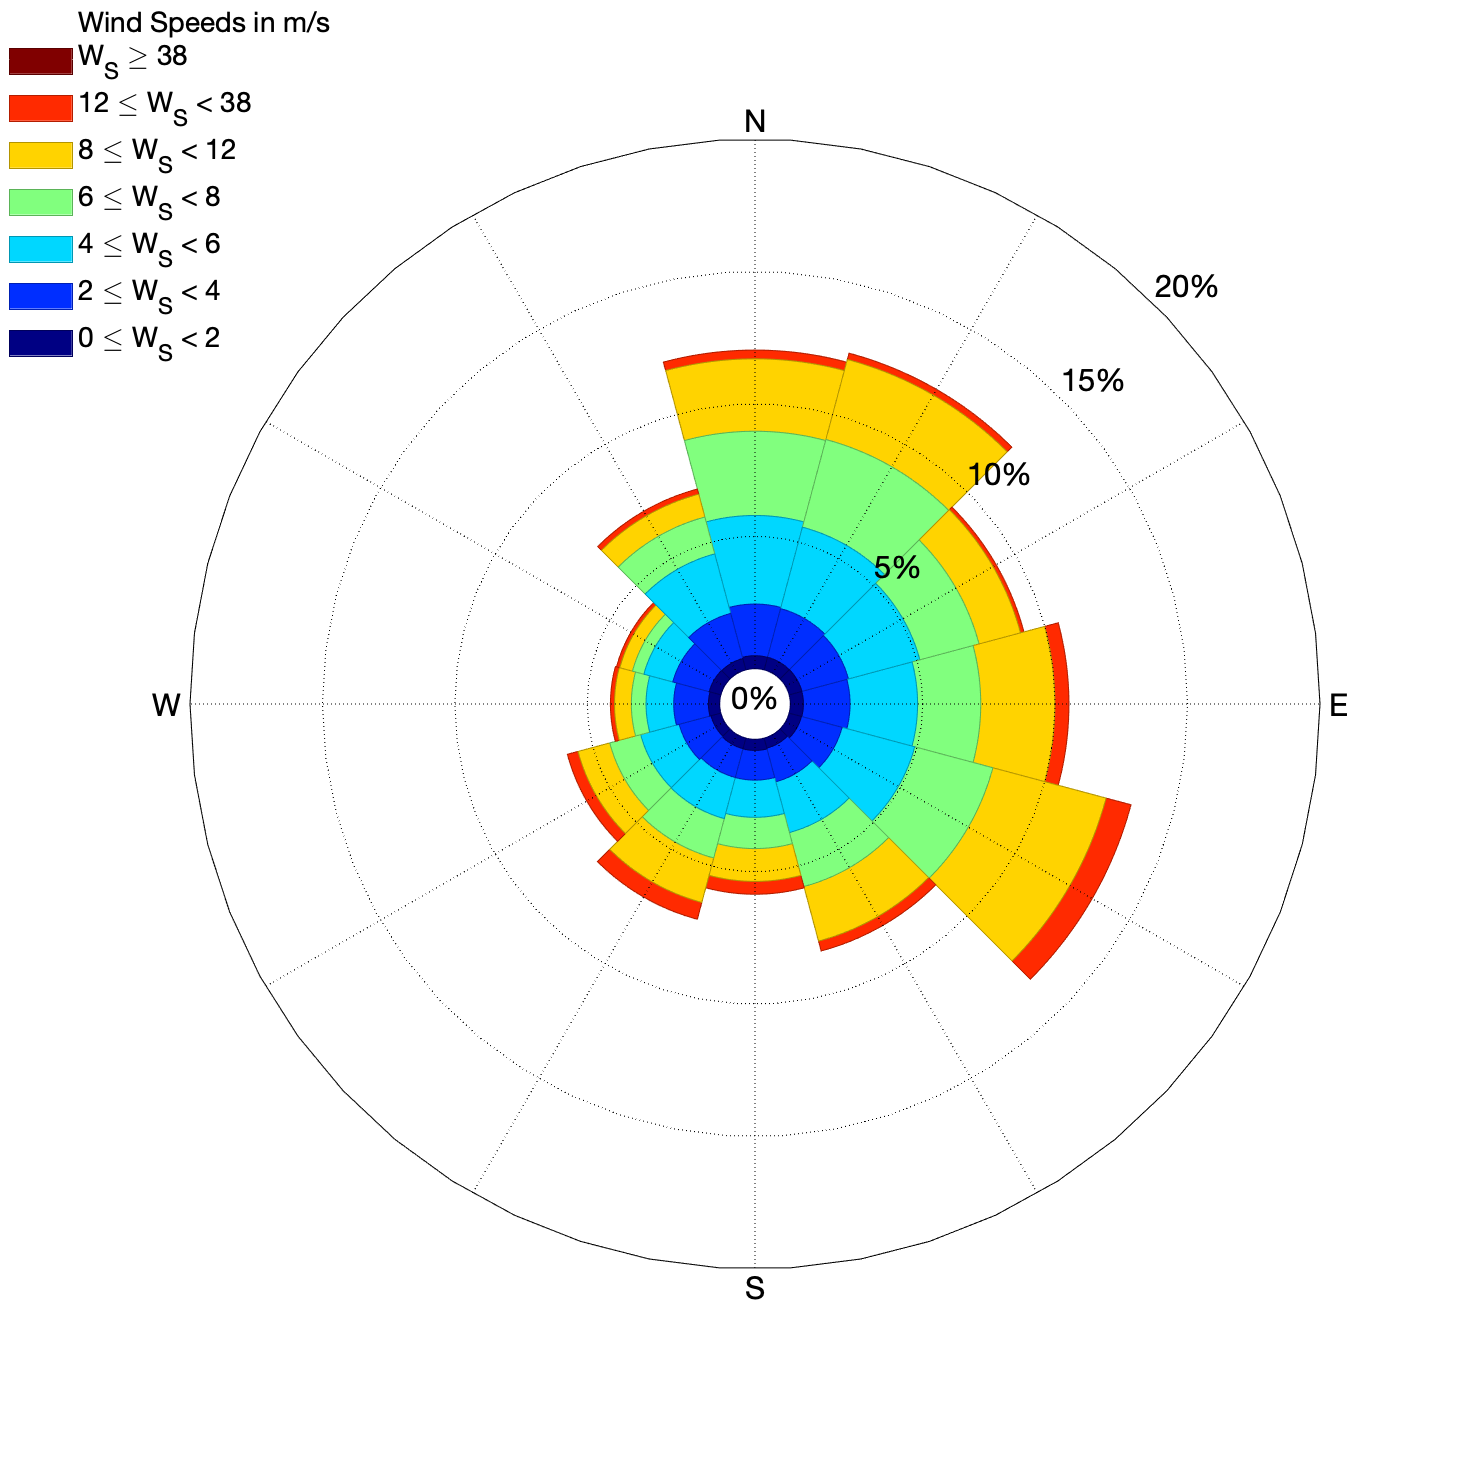 Wind Speeds in m/s
W_S ≥ 38
12 ≤ W_S < 38
8 ≤ W_S < 12
6 ≤ W_S < 8
4 ≤ W_S < 6
2 ≤ W_S < 4
0 ≤ W_S < 2
N
20%
15%
10%
5%
W
0%
E
S